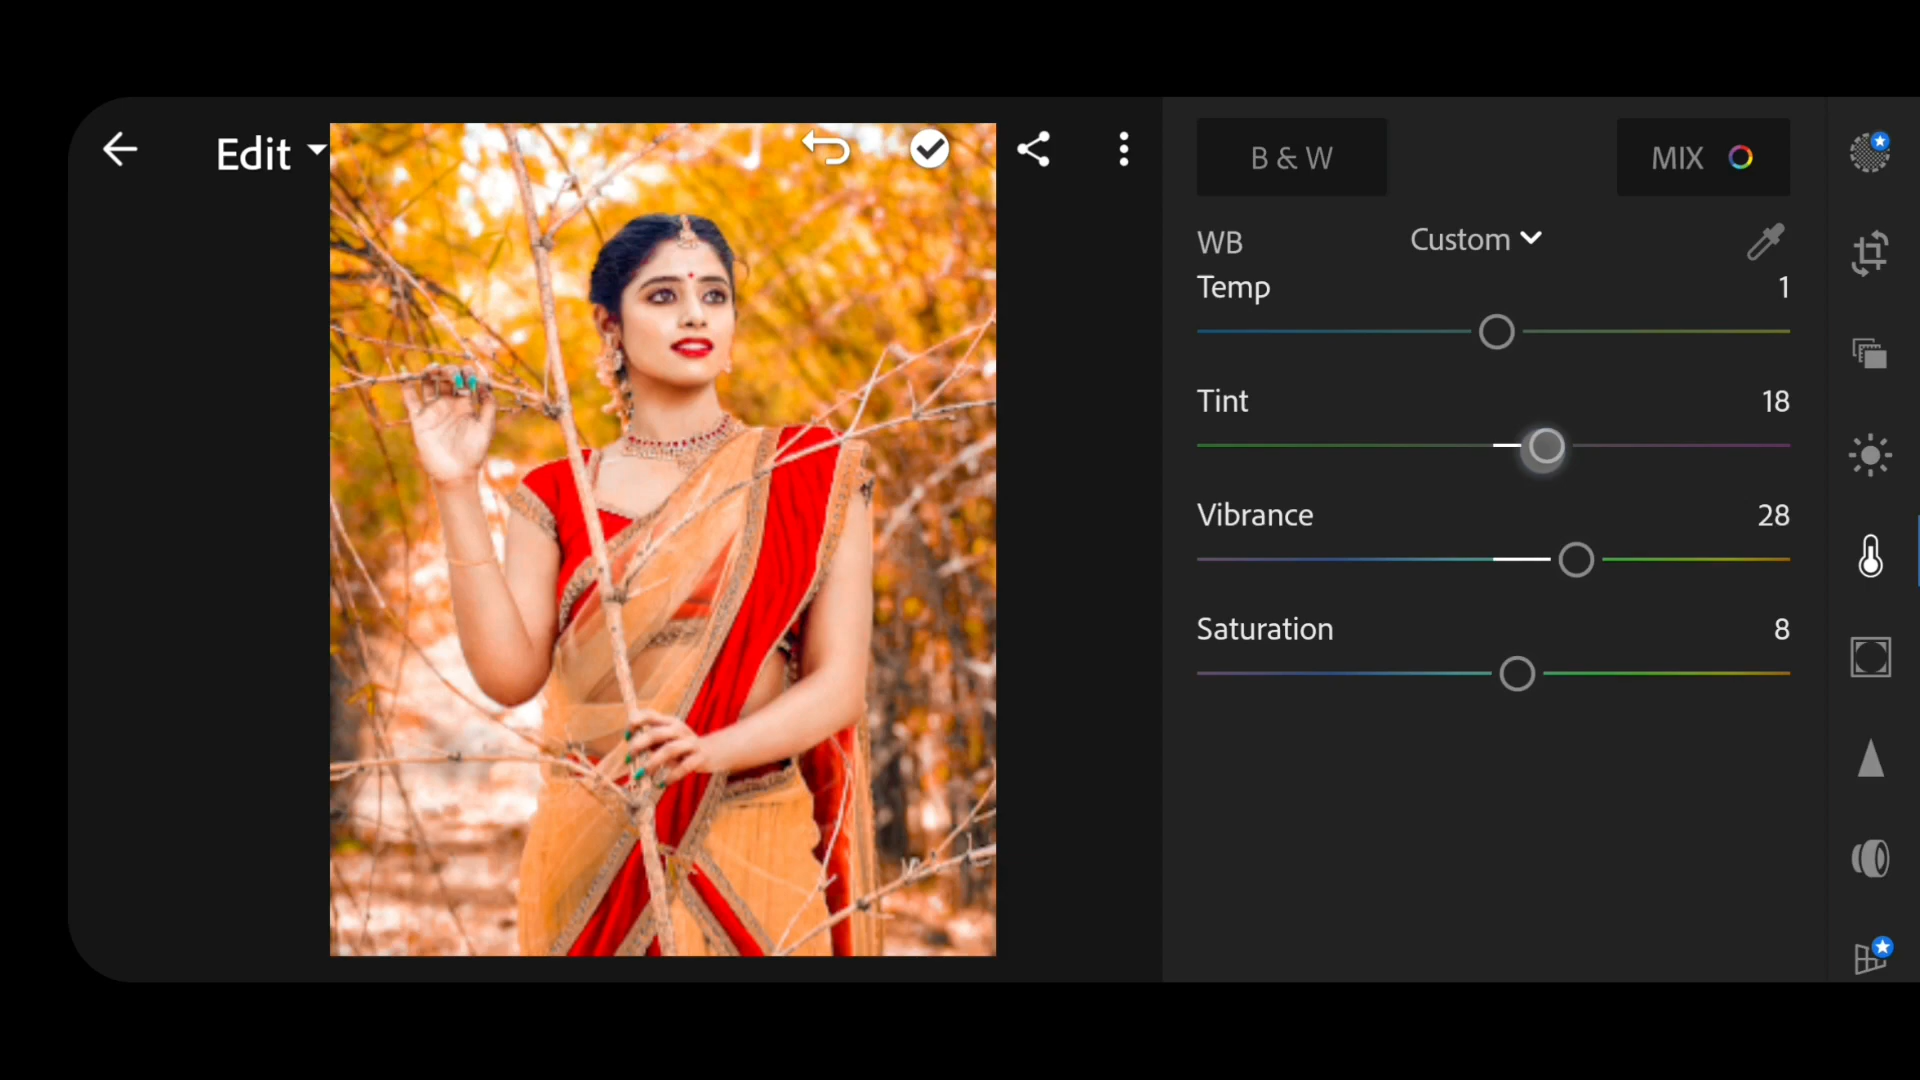 Edit
B & W
MIX
WB
Custom
Temp
1
Tint
18
Vibrance
28
Saturation
8